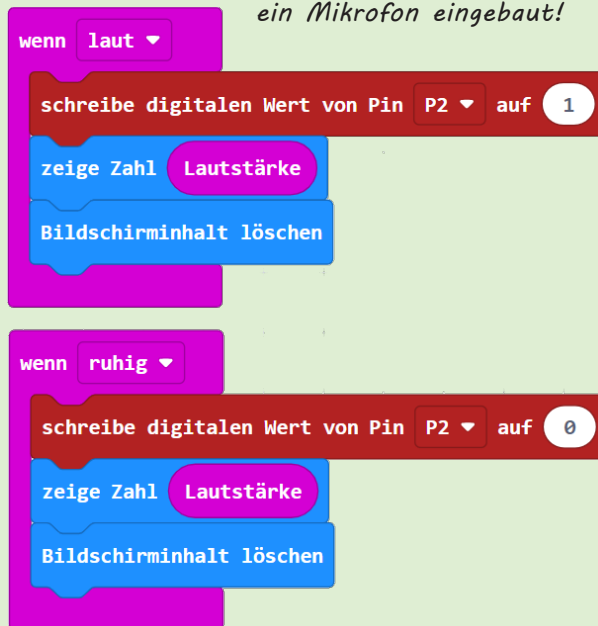 ein Mikrofon eingebaut!
wenn laut
schreibe digitalen Wert von Pin P2 auf 1
zeige Zahl Lautstärke
Bildschirminhalt löschen
wenn ruhig
schreibe digitalen Wert von Pin P2 auf 0
zeige Zahl Lautstärke
Bildschirminhalt löschen